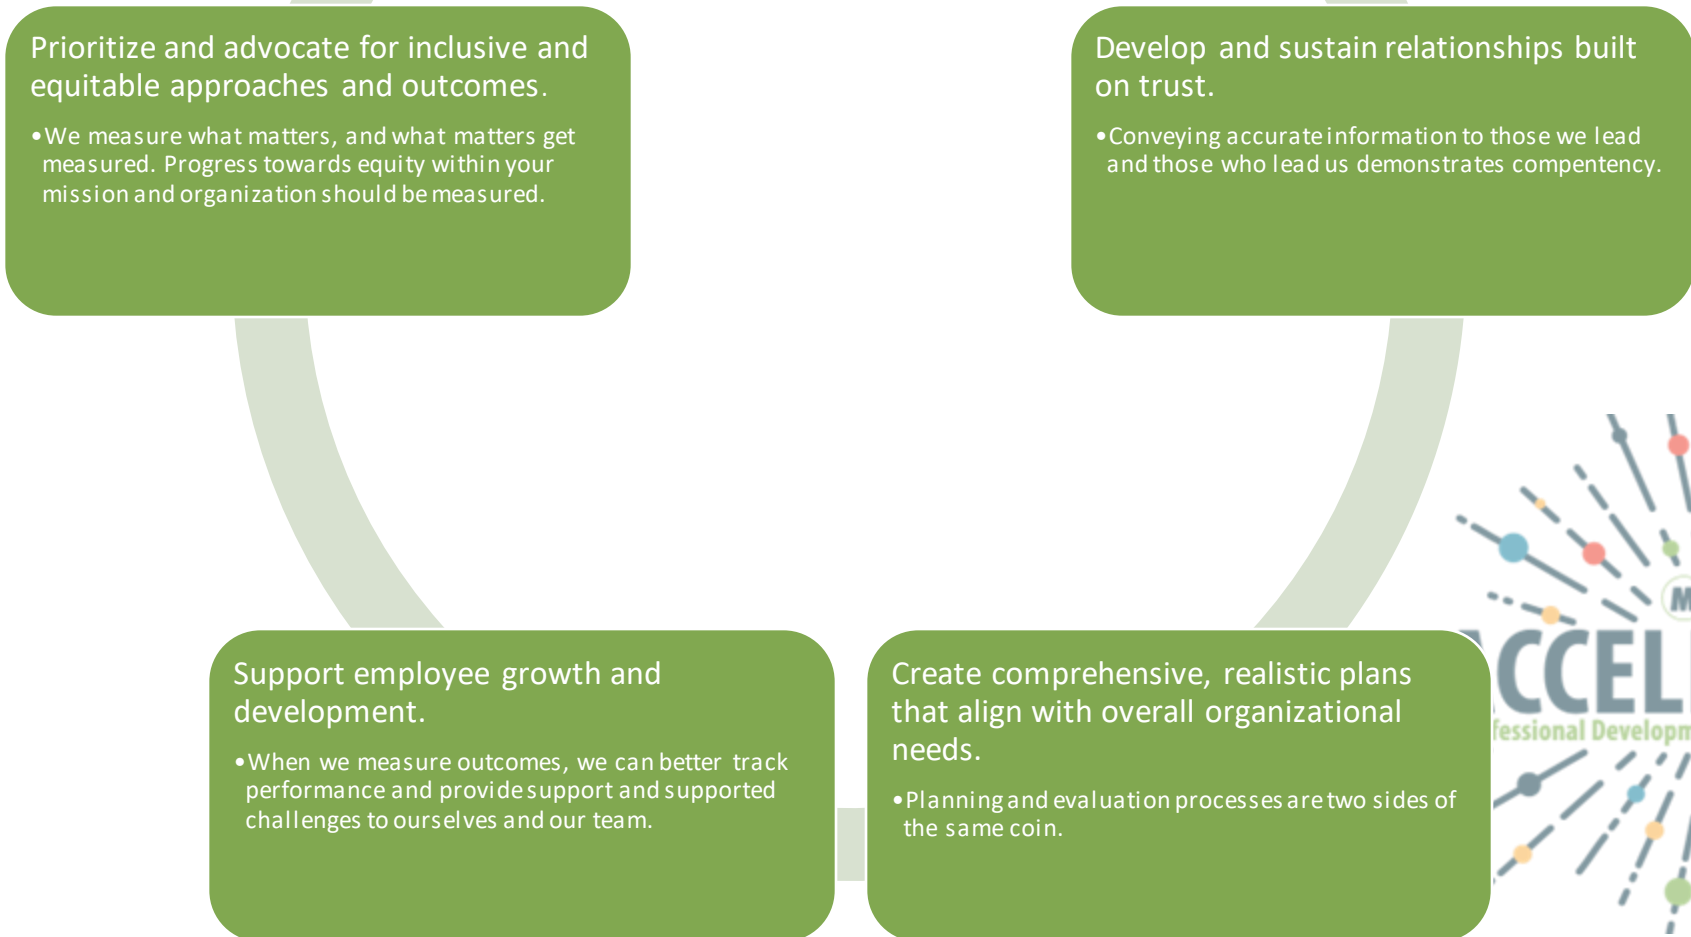 Prioritize and advocate for inclusive and
equitable approaches and outcomes.
•We measure what matters, and what matters get
measured. Progress towards equity within your
mission and organization should be measured.
Develop and sustain relationships built
on trust.
•Conveying accurate information to those we lead
and those who lead us demonstrates compentency.
Support employee growth and
development.
•When we measure outcomes, we can better track
performance and provide support and supported
challenges to ourselves and our team.
Create comprehensive, realistic plans
that align with overall organizational
needs.
•Planning and evaluation processes are two sides of
the same coin.
M
CCEL
fessional Developm